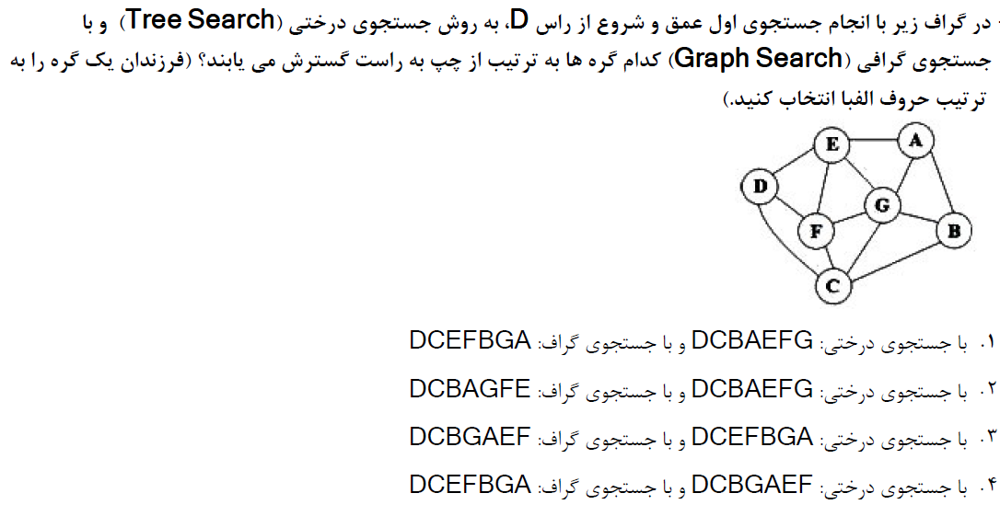 در گراف زیر با انجام جستجوی اول عمق و شروع از راس D، به روش جستجوی درختی (Tree Search) و با
جستجوی گرافی (Graph Search) کدام گره ها به ترتیب از چپ به راست گسترش می یابند؟ (فرزندان یک گره را به
ترتیب حروف الفبا انتخاب کنید.)
E A
D
G
F B
C
۱. با جستجوی درختی: DCBAEFG و با جستجوی گراف: DCEFBGA
۲. با جستجوی درختی: DCBAEFG و با جستجوی گراف: DCBAGFE
۳. با جستجوی درختی: DCEFBGA و با جستجوی گراف: DCBGAEF
۴. با جستجوی درختی: DCBGAEF و با جستجوی گراف: DCEFBGA